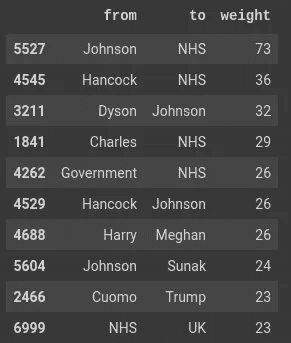 from to weight
5527 Johnson NHS 73
4545 Hancock NHS 36
3211 Dyson Johnson 32
1841 Charles NHS 29
4262 Government NHS 26
4529 Hancock Johnson 26
4688 Harry Meghan 26
5604 Johnson Sunak 24
2466 Cuomo Trump 23
6999 NHS UK 23